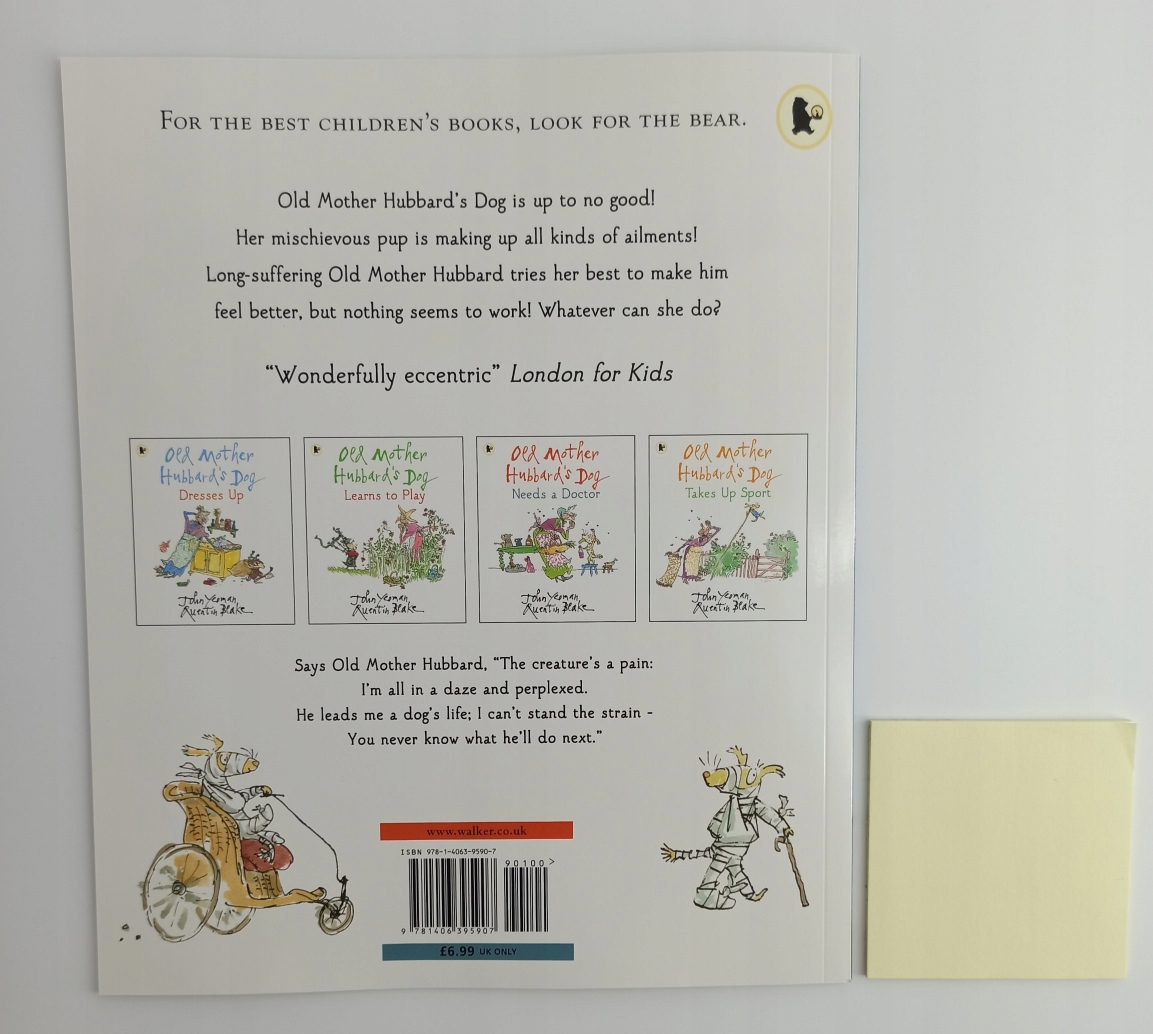 FOR THE BEST CHILDREN'S BOOKS, LOOK FOR THE BEAR.
Old Mother Hubbard's Dog is up to no good!
Her mischievous pup is making up all kinds of ailments!
Long-suffering Old Mother Hubbard tries her best to make him
feel better, but nothing seems to work! Whatever can she do?
"Wonderfully eccentric" London for Kids
Old Mother
Hubbard's Dog
Dresses Up
John Yeoman
Quentin Blake
Old Mother
Hubbard's Dog
Learns to Play
John Yeoman
Quentin Blake
Old Mother
Hubbard's Dog
Needs a Doctor
John Yeoman
Quentin Blake
Old Mother
Hubbard's Dog
Takes Up Sport
John Yeoman
Quentin Blake
Says Old Mother Hubbard, "The creature's a pain:
I'm all in a daze and perplexed.
He leads me a dog's life; I can't stand the strain –
You never know what he'll do next."
www.walker.co.uk
ISBN 978-1-4063-9590-7
90100>
9 781406 395907
£6.99 UK ONLY